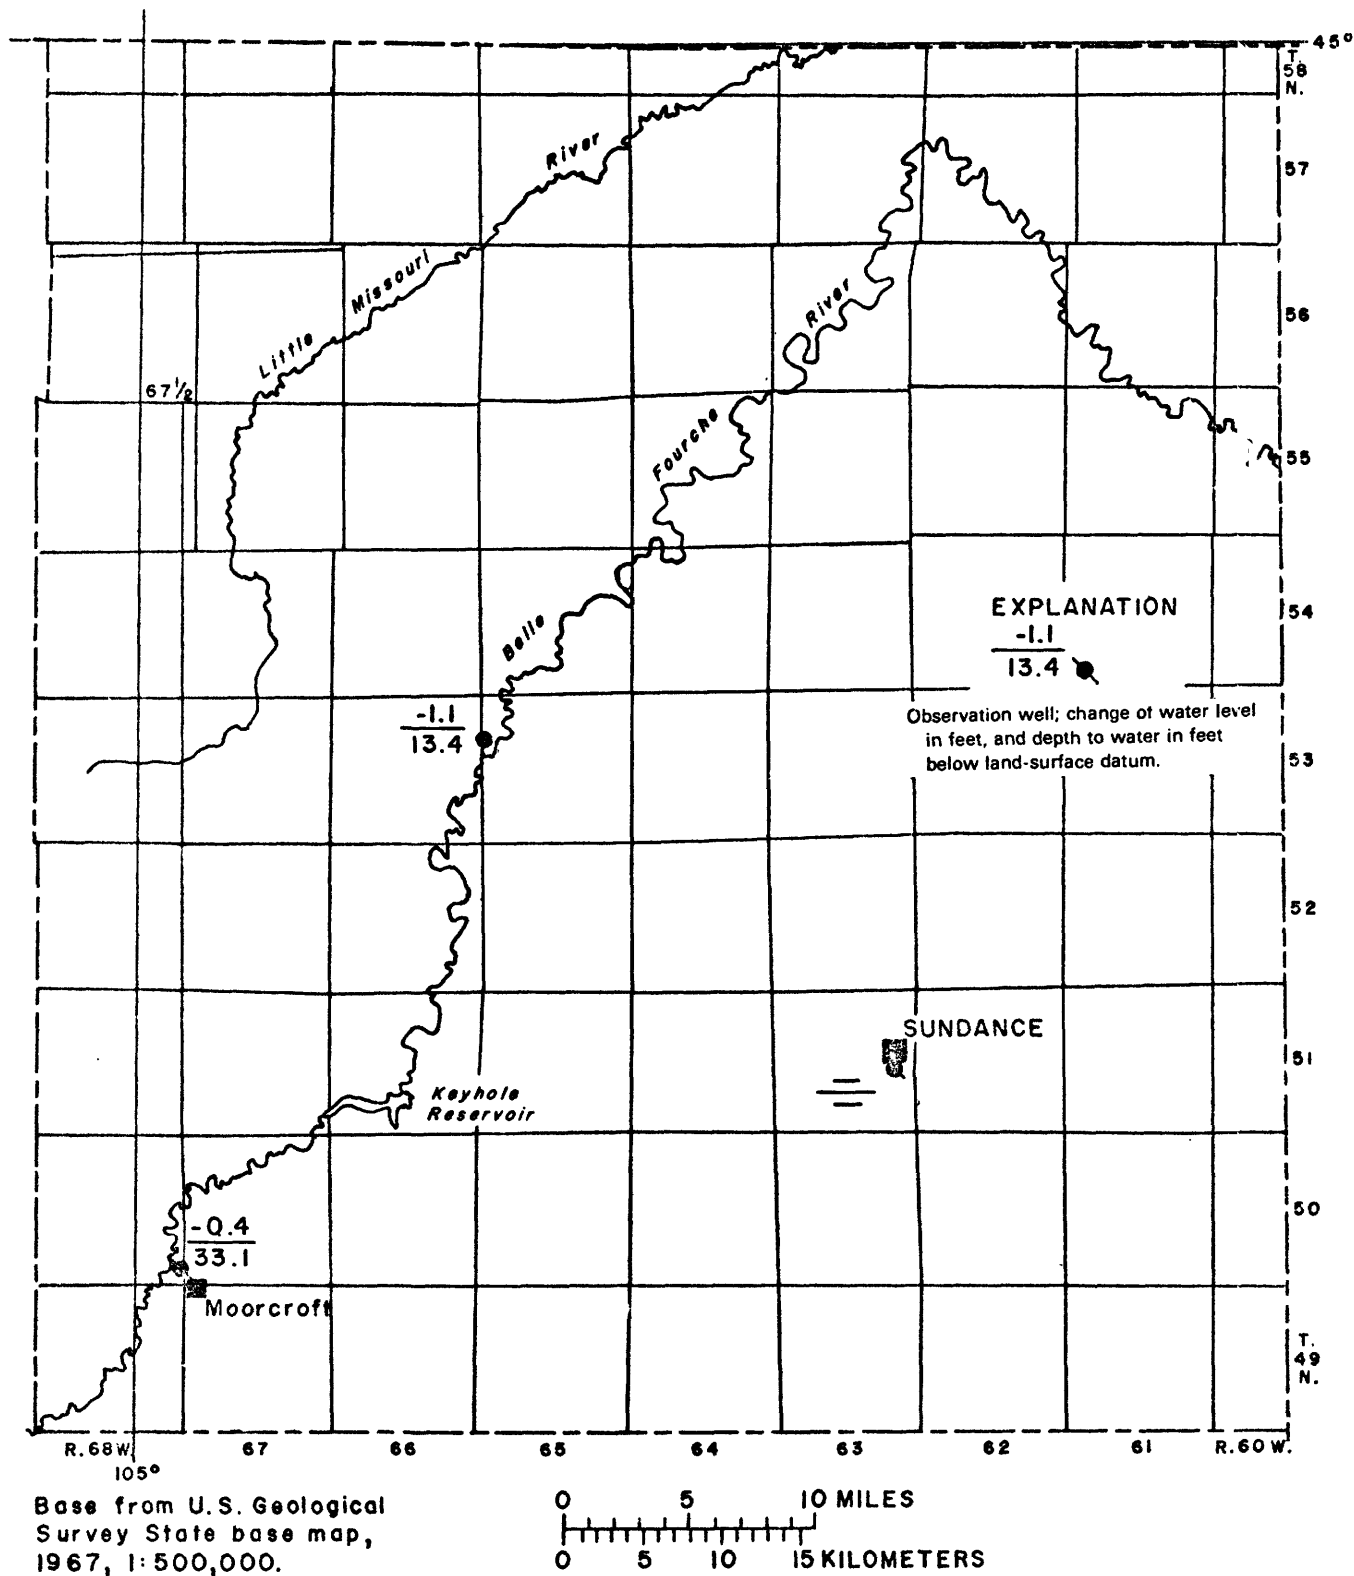 45°
T.
58
N.
River
57
Missouri
River
56
Little
67 1/2
Fourche
55
EXPLANATION
54
-1.1
13.4
Belle
-1.1
13.4
Observation well; change of water level
in feet, and depth to water in feet
below land-surface datum.
53
52
SUNDANCE
51
Keyhole
Reservoir
50
-0.4
33.1
Moorcroft
T.
49
N.
R.68W. 67 66 65 64 63 62 61 R.60 W.
105°
Base from U.S. Geological
Survey State base map,
1967, 1:500,000.
0 5 10 MILES
0 5 10 15 KILOMETERS